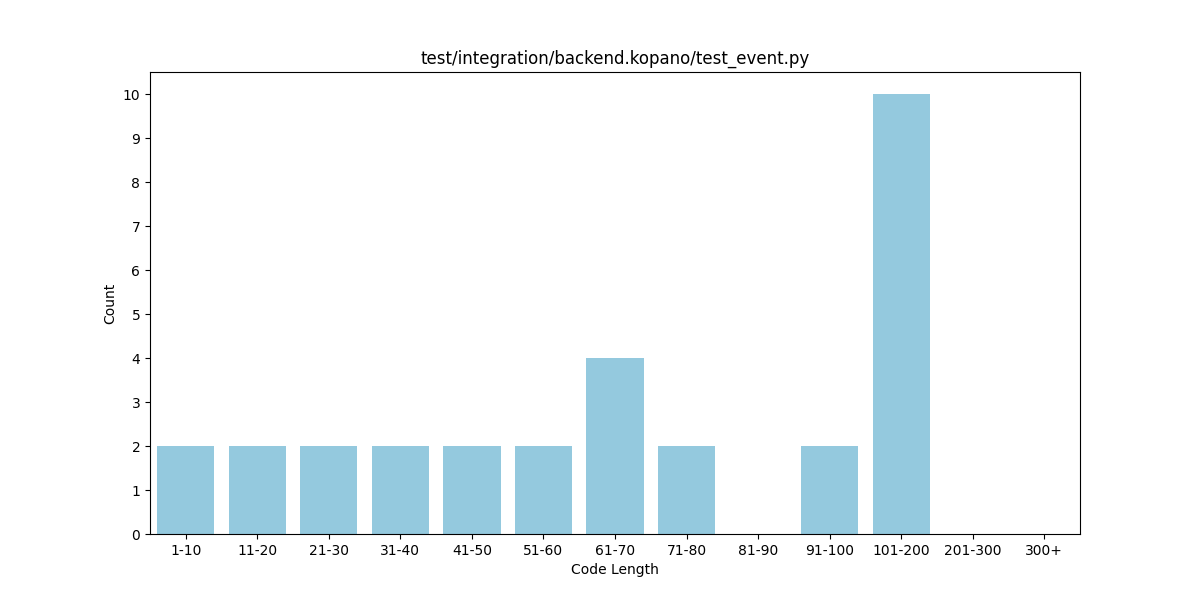 test/integration/backend.kopano/test_event.py
10
9
8
7
6
5
4
3
2
1
0
Count
1-10 11-20 21-30 31-40 41-50 51-60 61-70 71-80 81-90 91-100 101-200 201-300 300+
Code Length